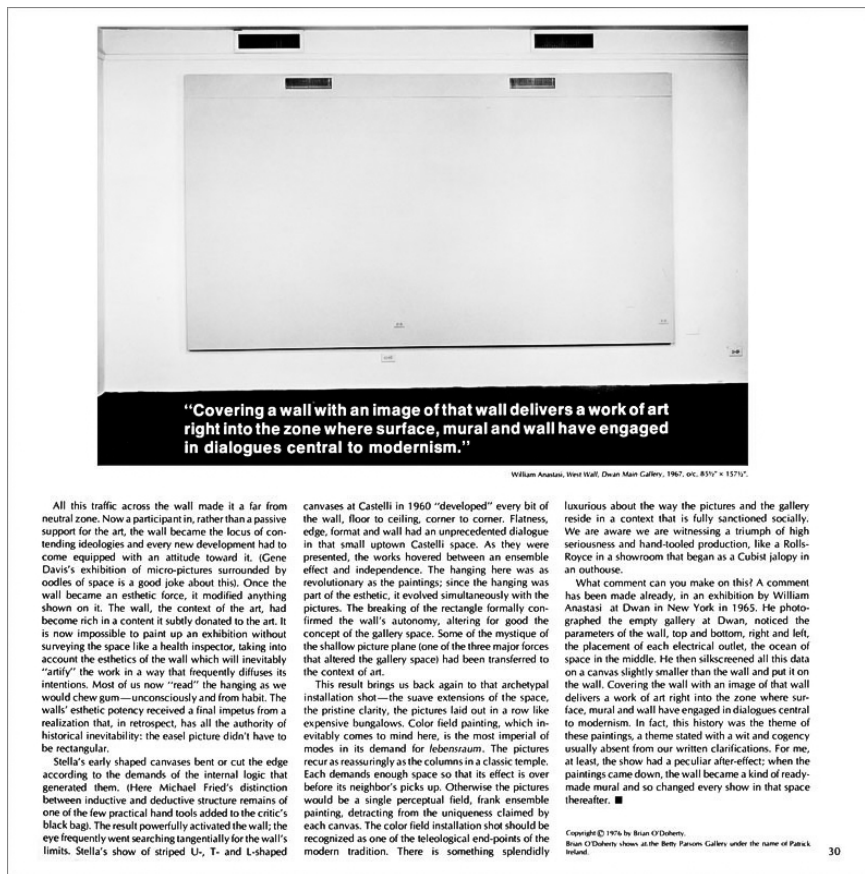 "Covering a wall with an image of that wall delivers a work of art
right into the zone where surface, mural and wall have engaged
in dialogues central to modernism."
William Anastasi, West Wall, Dwan Main Gallery, 1967, o/c, 85½" × 157½".
All this traffic across the wall made it a far from
neutral zone. Now a participant in, rather than a passive
support for the art, the wall became the locus of con-
tending ideologies and every new development had to
come equipped with an attitude toward it. (Gene
Davis's exhibition of micro-pictures surrounded by
oodles of space is a good joke about this). Once the
wall became an esthetic force, it modified anything
shown on it. The wall, the context of the art, had
become rich in a content it subtly donated to the art. It
is now impossible to paint up an exhibition without
surveying the space like a health inspector, taking into
account the esthetics of the wall which will inevitably
"artify" the work in a way that frequently diffuses its
intentions. Most of us now "read" the hanging as we
would chew gum—unconsciously and from habit. The
walls' esthetic potency received a final impetus from a
realization that, in retrospect, has all the authority of
historical inevitability: the easel picture didn't have to
be rectangular.
Stella's early shaped canvases bent or cut the edge
according to the demands of the internal logic that
generated them. (Here Michael Fried's distinction
between inductive and deductive structure remains of
one of the few practical hand tools added to the critic's
black bag). The result powerfully activated the wall; the
eye frequently went searching tangentially for the wall's
limits. Stella's show of striped U-, T- and L-shaped
canvases at Castelli in 1960 "developed" every bit of
the wall, floor to ceiling, corner to corner. Flatness,
edge, format and wall had an unprecedented dialogue
in that small uptown Castelli space. As they were
presented, the works hovered between an ensemble
effect and independence. The hanging here was as
revolutionary as the paintings; since the hanging was
part of the esthetic, it evolved simultaneously with the
pictures. The breaking of the rectangle formally con-
firmed the wall's autonomy, altering for good the
concept of the gallery space. Some of the mystique of
the shallow picture plane (one of the three major forces
that altered the gallery space) had been transferred to
the context of art.
This result brings us back again to that archetypal
installation shot—the suave extensions of the space,
the pristine clarity, the pictures laid out in a row like
expensive bungalows. Color field painting, which in-
evitably comes to mind here, is the most imperial of
modes in its demand for lebensraum. The pictures
recur as reassuringly as the columns in a classic temple.
Each demands enough space so that its effect is over
before its neighbor's picks up. Otherwise the pictures
would be a single perceptual field, frank ensemble
painting, detracting from the uniqueness claimed by
each canvas. The color field installation shot should be
recognized as one of the teleological end-points of the
modern tradition. There is something splendidly
luxurious about the way the pictures and the gallery
reside in a context that is fully sanctioned socially.
We are aware we are witnessing a triumph of high
seriousness and hand-tooled production, like a Rolls-
Royce in a showroom that began as a Cubist jalopy in
an outhouse.
What comment can you make on this? A comment
has been made already, in an exhibition by William
Anastasi at Dwan in New York in 1965. He photo-
graphed the empty gallery at Dwan, noticed the
parameters of the wall, top and bottom, right and left,
the placement of each electrical outlet, the ocean of
space in the middle. He then silkscreened all this data
on a canvas slightly smaller than the wall and put it on
the wall. Covering the wall with an image of that wall
delivers a work of art right into the zone where sur-
face, mural and wall have engaged in dialogues central
to modernism. In fact, this history was the theme of
these paintings, a theme stated with a wit and cogency
usually absent from our written clarifications. For me,
at least, the show had a peculiar after-effect; when the
paintings came down, the wall became a kind of ready-
made mural and so changed every show in that space
thereafter. ■
Copyright © 1976 by Brian O'Doherty.
Brian O'Doherty shows at the Betty Parsons Gallery under the name of Patrick
Ireland.
30